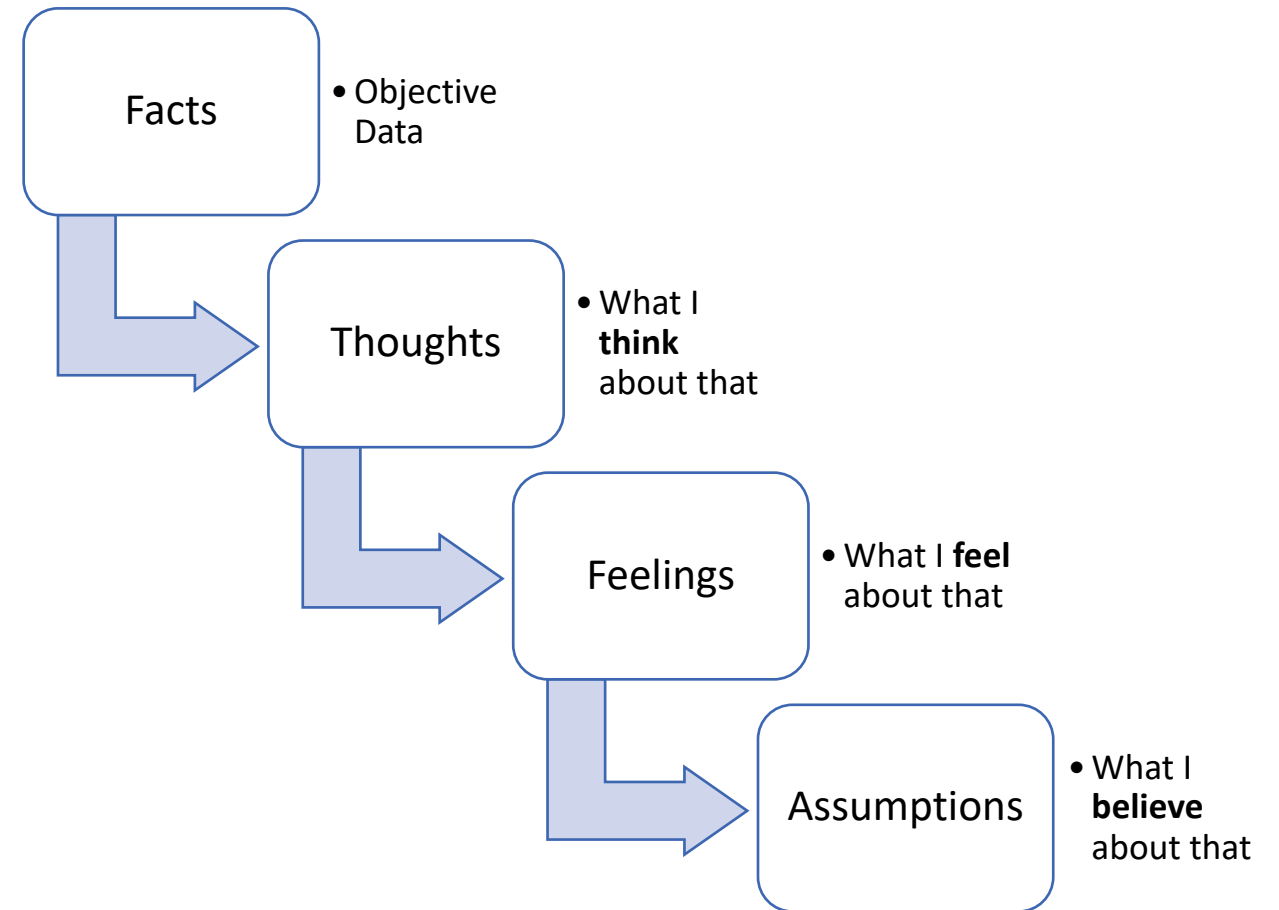 Facts
• Objective
Data
Thoughts
• What I
think
about that
Feelings
• What I feel
about that
Assumptions
• What I
believe
about that